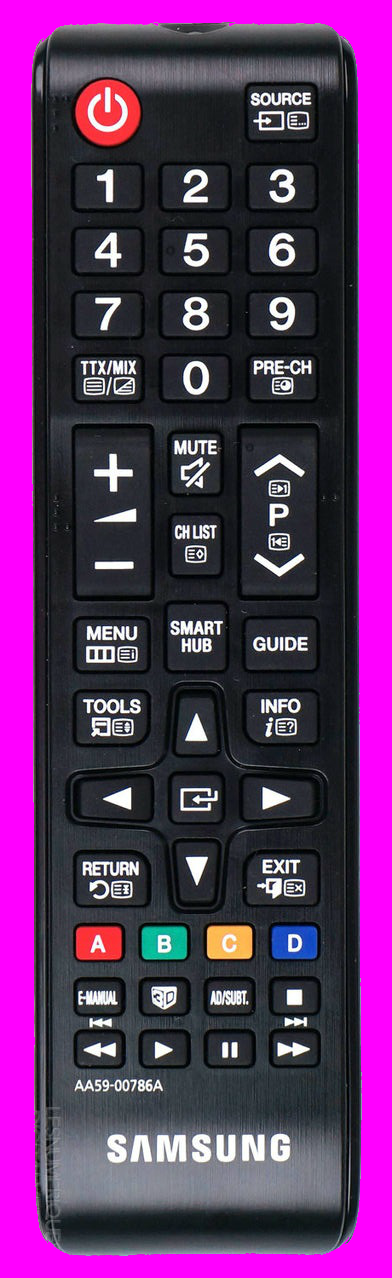 SOURCE
1 2 3
4 5 6
7 8 9
TTX/MIX 0 PRE-CH
MUTE
P
CH LIST
MENU SMART HUB GUIDE
TOOLS INFO
i
RETURN EXIT
A B C D
E-MANUAL 3D AD/SUBT.
AA59-00786A
SAMSUNG